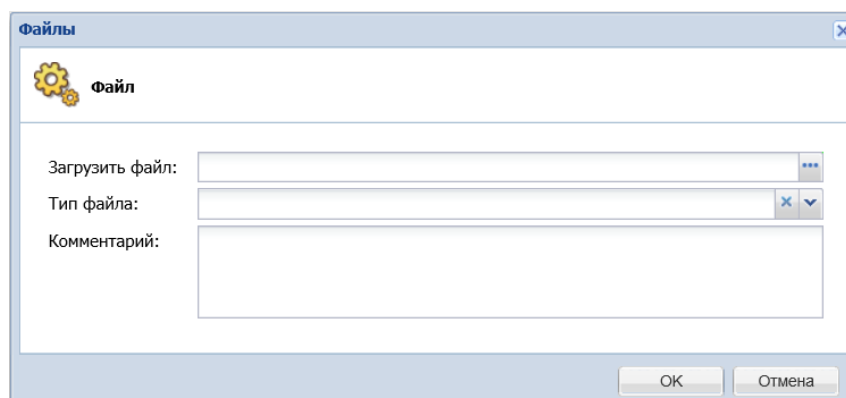 Файлы
Файл
Загрузить файл:
Тип файла:
Комментарий:
OK Отмена